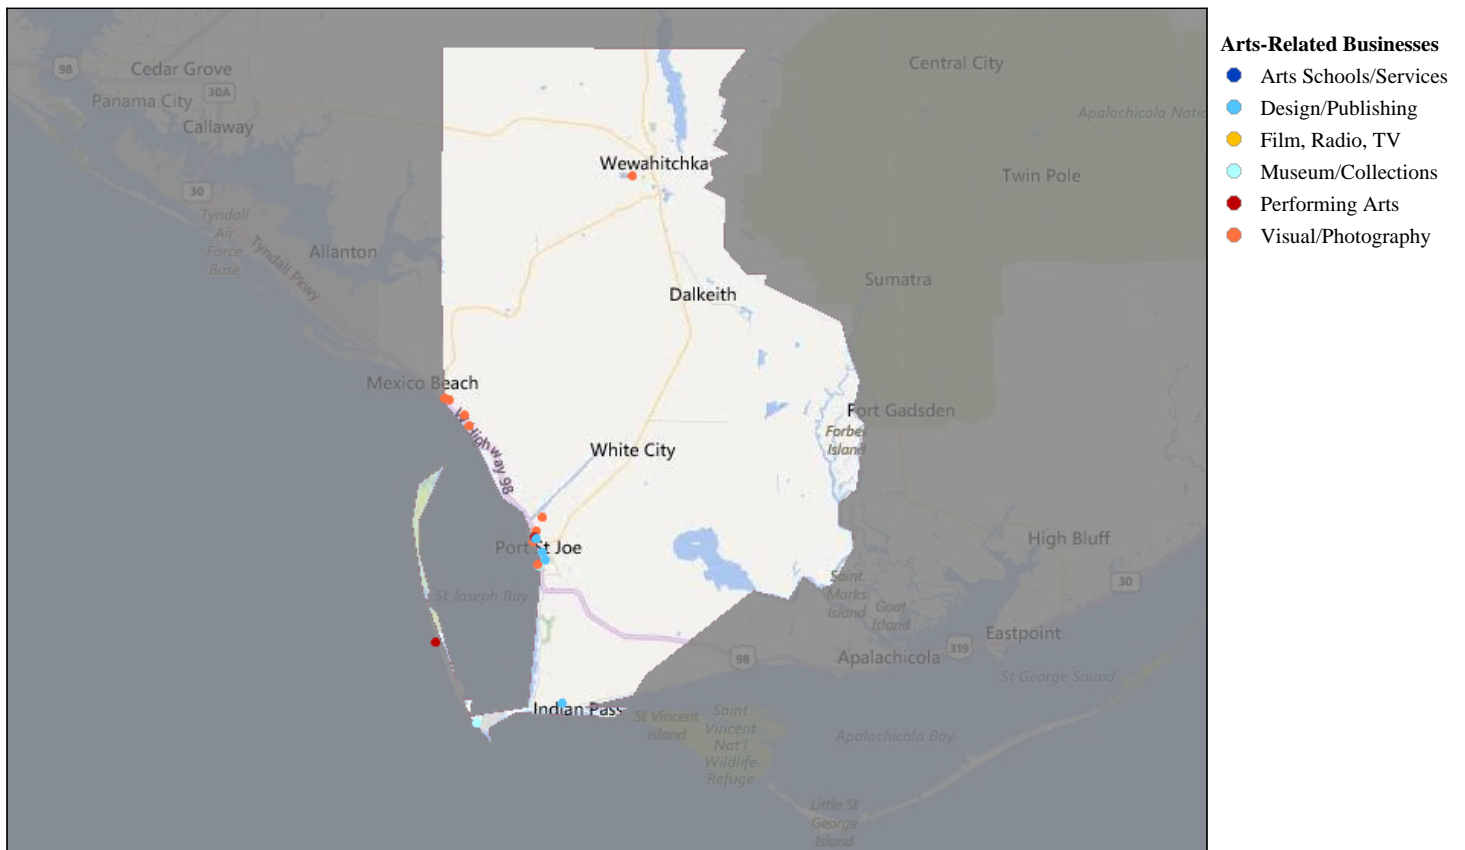 Arts-Related Businesses
Arts Schools/Services
Design/Publishing
Film, Radio, TV
Museum/Collections
Performing Arts
Visual/Photography
98
Cedar Grove
Central City
30A
Panama City
Apalachicola Natio
Callaway
Wewahitchka
Twin Pole
30
Tyndall
Air
Force
Base
Tyndall Pkwy
Allanton
Sumatra
Dalkeith
Mexico Beach
Fort Gadsden
Forbes
Island
W Highway 98
White City
High Bluff
Port St Joe
30
Saint
Marks
Island
St Joseph Bay
Goat
Island
Eastpoint
319
98
Apalachicola
St George Sound
Indian Pass
St Vincent
Island
Saint
Vincent
Nat'l
Wildlife
Refuge
Apalachicola Bay
Little St
George
Island